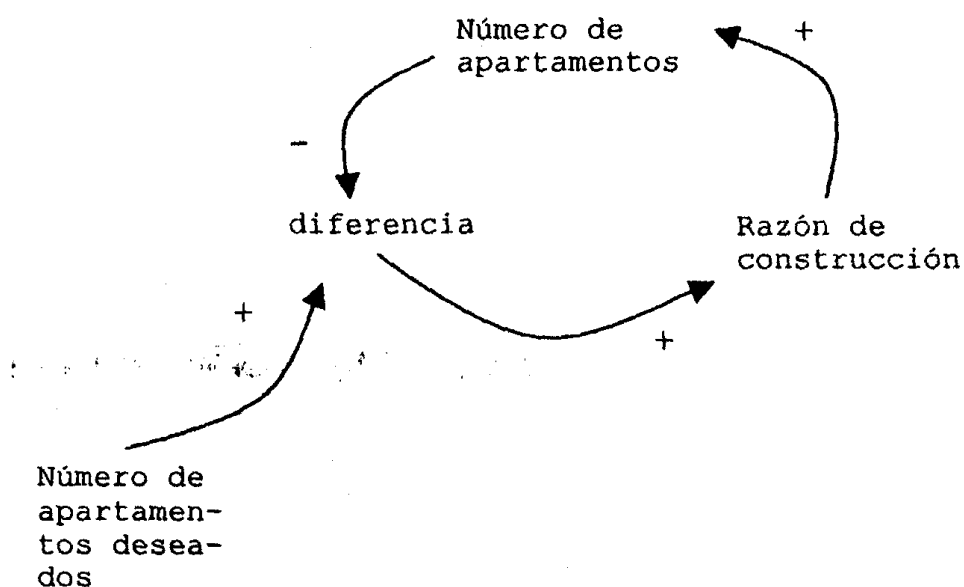 Número de
apartamentos
+
-
diferencia
Razón de
construcción
+
+
Número de
apartamen-
tos desea-
dos